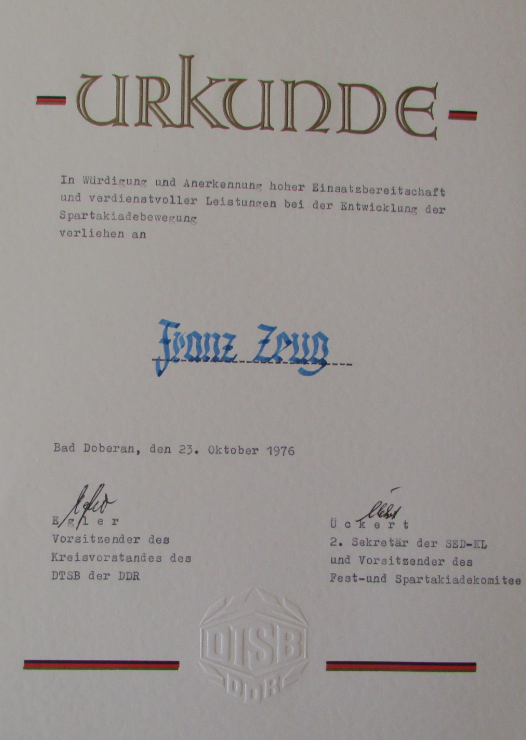 URKUNDE
In Würdigung und Anerkennung hoher Einsatzbereitschaft
und verdienstvoller Leistungen bei der Entwicklung der
Spartakiadebewegung
verliehen an
Franz Zeug
Bad Doberan, den 23. Oktober 1976
Egler
Vorsitzender des
Kreisvorstandes des
DTSB der DDR
Ückert
2. Sekretär der SED-KL
und Vorsitzender des
Fest-und Spartakiadekomitee
DTSB
DDR